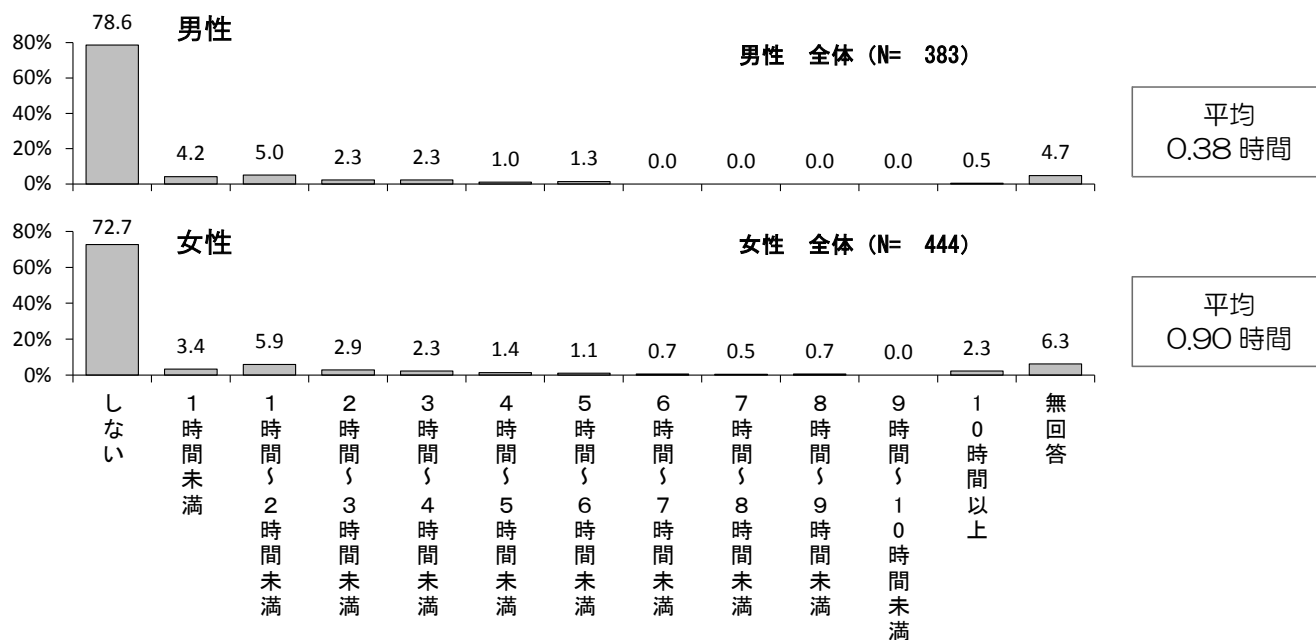 男性
男性 全体 (N= 383)
80%
60%
40%
20%
0%
78.6
4.2
5.0
2.3
2.3
1.0
1.3
0.0
0.0
0.0
0.0
0.5
4.7
平均
0.38 時間
女性
女性 全体 (N= 444)
80%
60%
40%
20%
0%
72.7
3.4
5.9
2.9
2.3
1.4
1.1
0.7
0.5
0.7
0.0
2.3
6.3
平均
0.90 時間
しない
１時間未満
１時間～２時間未満
２時間～３時間未満
３時間～４時間未満
４時間～５時間未満
５時間～６時間未満
６時間～７時間未満
７時間～８時間未満
８時間～９時間未満
９時間～１０時間未満
１０時間以上
無回答